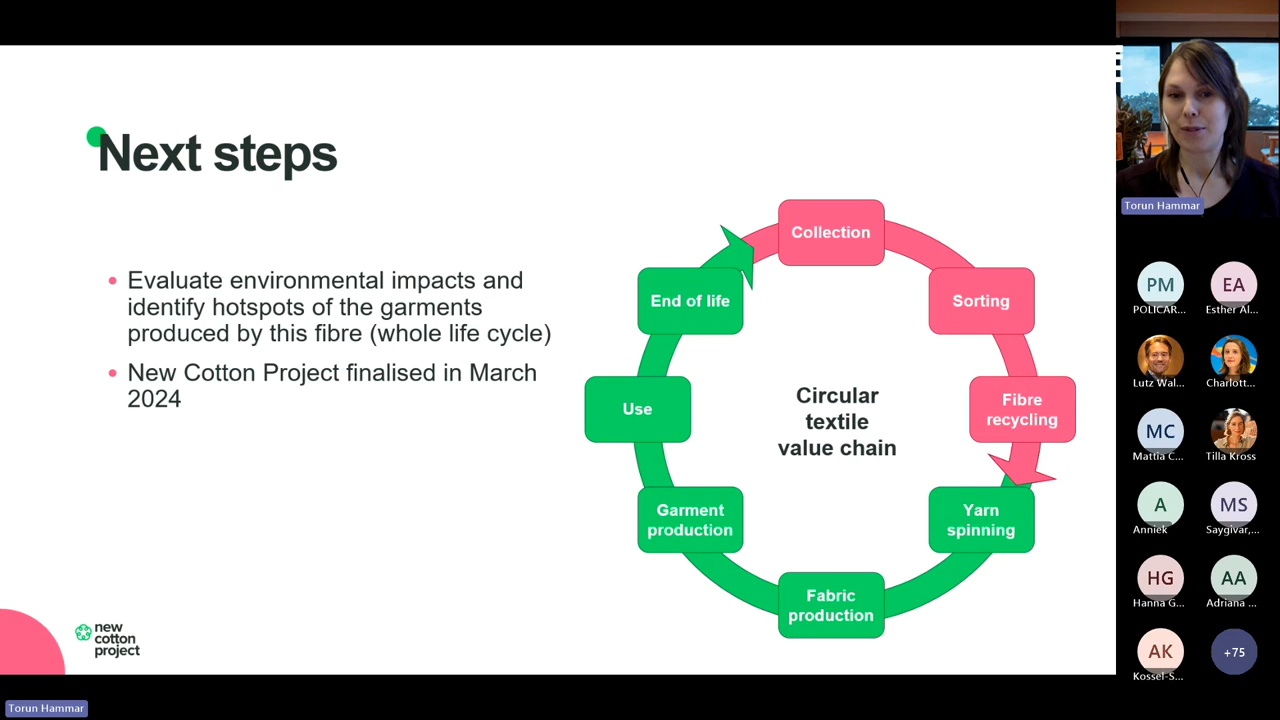 Next steps
Evaluate environmental impacts and
identify hotspots of the garments
produced by this fibre (whole life cycle)
New Cotton Project finalised in March
2024
Collection
Sorting
Fibre
recycling
Yarn
spinning
Fabric
production
Garment
production
Use
End of life
Circular
textile
value chain
new
cotton
project
Torun Hammar
Torun Hammar
PM
POLICAR...
EA
Esther Al...
Lutz Wal...
Charlott...
MC
Mattia C...
Tilla Kross
A
Anniek
MS
Saygivar,...
HG
Hanna G...
AA
Adriana ...
AK
Kossel-S...
+75